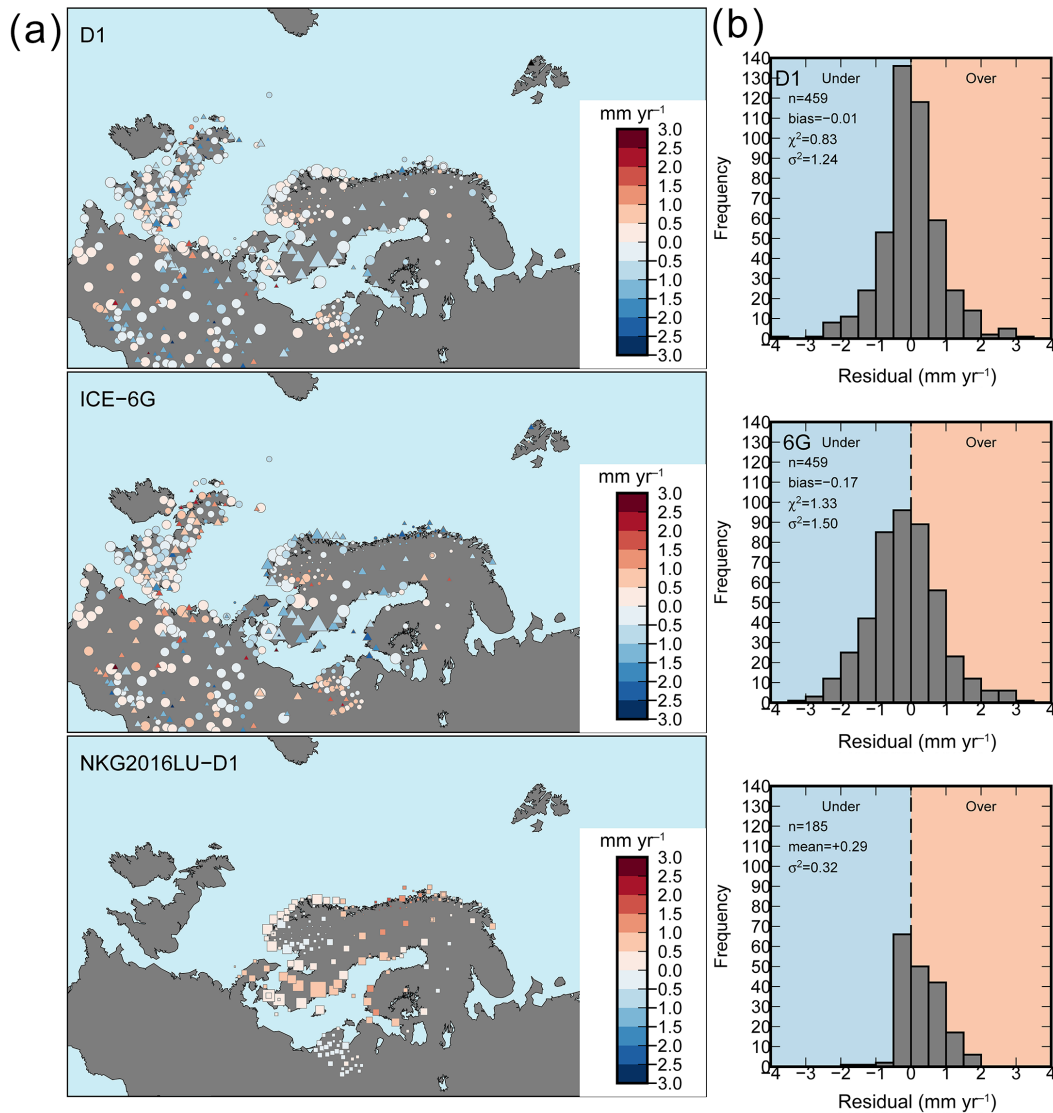 (a)
D1
mm yr⁻¹
3.0
2.5
2.0
1.5
1.0
0.5
0.0
−0.5
−1.0
−1.5
−2.0
−2.5
−3.0
ICE−6G
mm yr⁻¹
3.0
2.5
2.0
1.5
1.0
0.5
0.0
−0.5
−1.0
−1.5
−2.0
−2.5
−3.0
NKG2016LU−D1
mm yr⁻¹
3.0
2.5
2.0
1.5
1.0
0.5
0.0
−0.5
−1.0
−1.5
−2.0
−2.5
−3.0
(b)
140
130
120
110
100
90
80
70
60
50
40
30
20
10
0
Frequency
D1 Under Over
n=459
bias=−0.01
χ²=0.83
σ²=1.24
−4 −3 −2 −1 0 1 2 3 4
Residual (mm yr⁻¹)
140
130
120
110
100
90
80
70
60
50
40
30
20
10
0
Frequency
6G Under Over
n=459
bias=−0.17
χ²=1.33
σ²=1.50
−4 −3 −2 −1 0 1 2 3 4
Residual (mm yr⁻¹)
140
130
120
110
100
90
80
70
60
50
40
30
20
10
0
Frequency
Under Over
n=185
mean=+0.29
σ²=0.32
−4 −3 −2 −1 0 1 2 3 4
Residual (mm yr⁻¹)